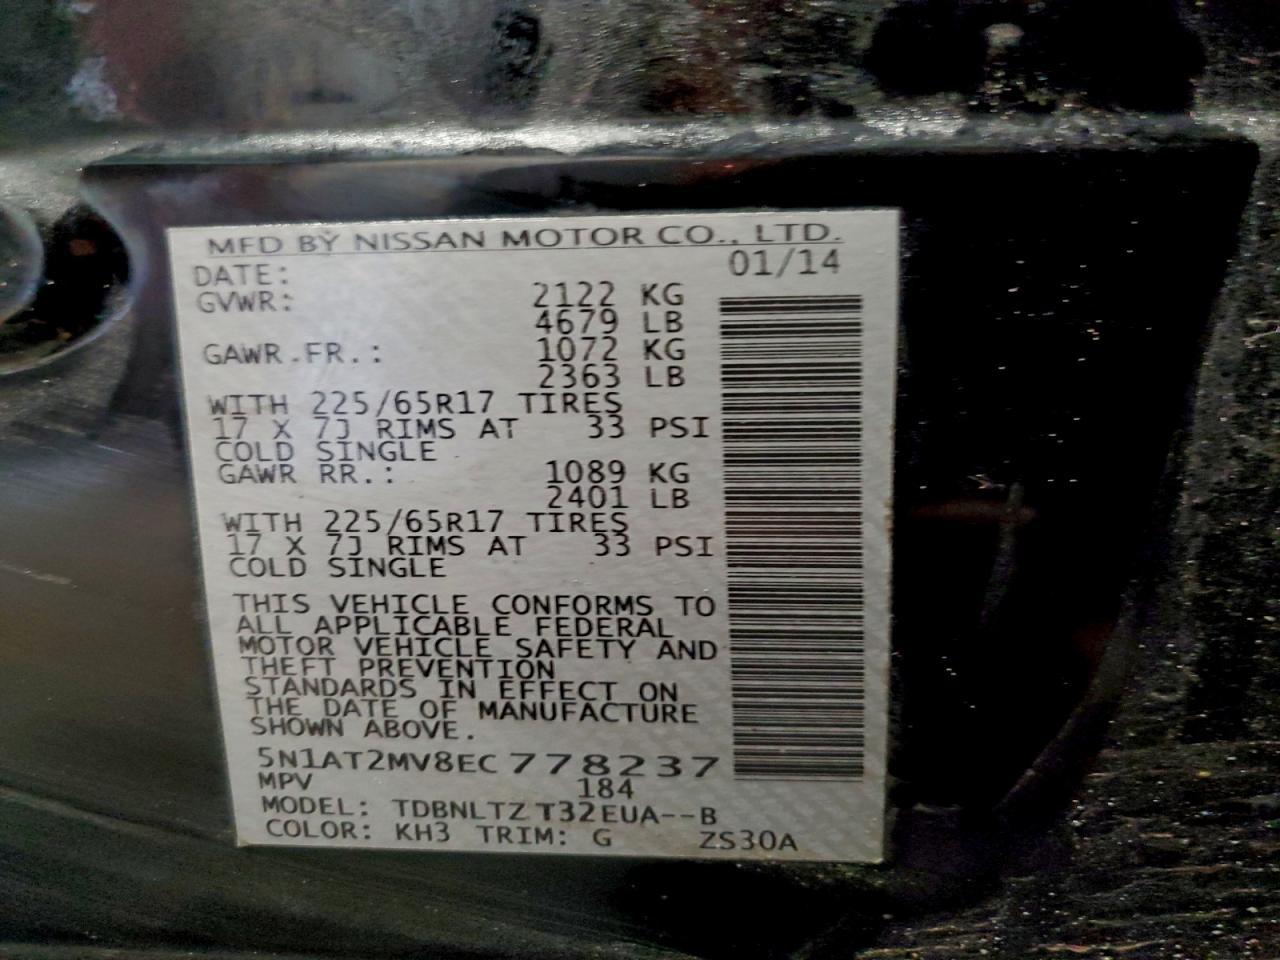 MFD BY NISSAN MOTOR CO., LTD.
DATE: 01/14
GVWR: 2122 KG
4679 LB
GAWR.FR.: 1072 KG
2363 LB
WITH 225/65R17 TIRES
17 X 7J RIMS AT 33 PSI
COLD SINGLE
GAWR RR.: 1089 KG
2401 LB
WITH 225/65R17 TIRES
17 X 7J RIMS AT 33 PSI
COLD SINGLE
THIS VEHICLE CONFORMS TO
ALL APPLICABLE FEDERAL
MOTOR VEHICLE SAFETY AND
THEFT PREVENTION
STANDARDS IN EFFECT ON
THE DATE OF MANUFACTURE
SHOWN ABOVE.
5N1AT2MV8EC778237
MPV 184
MODEL: TDBNLTZ T32EUA--B
COLOR: KH3 TRIM: G ZS30A